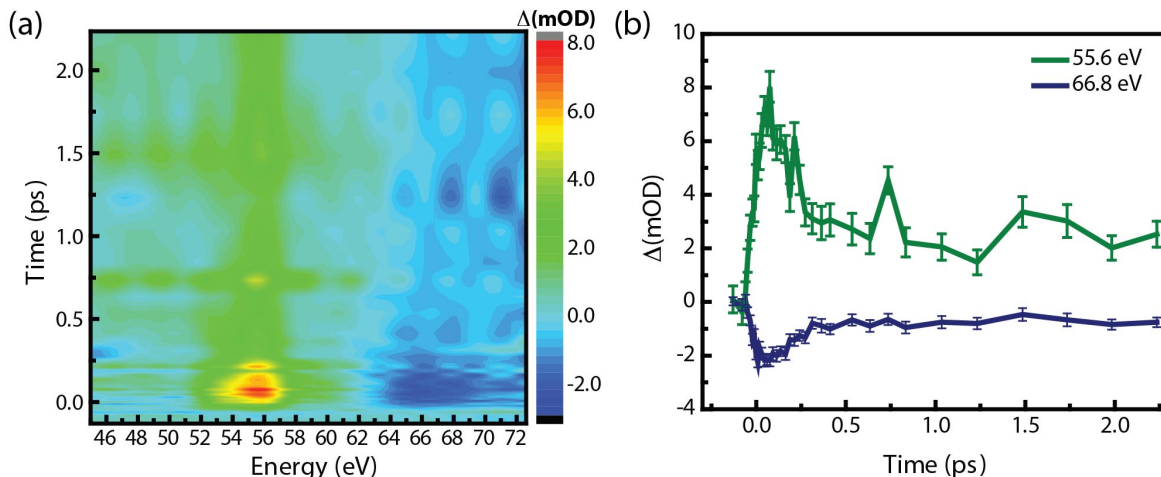 (a)
Δ(mOD)
8.0
6.0
4.0
2.0
0.0
-2.0
2.0
1.5
1.0
0.5
0.0
Time (ps)
46 48 50 52 54 56 58 60 62 64 66 68 70 72
Energy (eV)
(b)
55.6 eV
66.8 eV
10
8
6
4
2
0
-2
-4
Δ(mOD)
0.0 0.5 1.0 1.5 2.0
Time (ps)